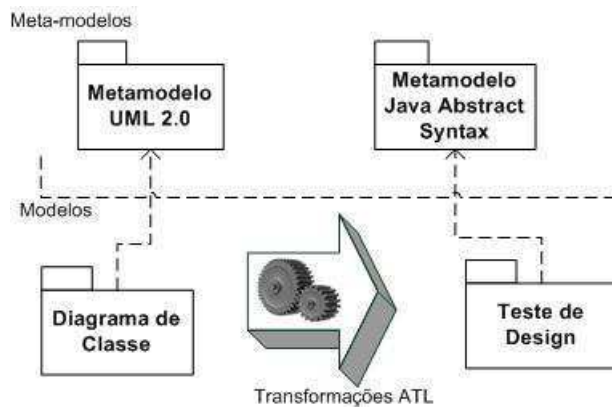 Meta-modelos
Metamodelo
UML 2.0
Metamodelo
Java Abstract
Syntax
Modelos
Diagrama de
Classe
Teste de
Design
Transformações ATL